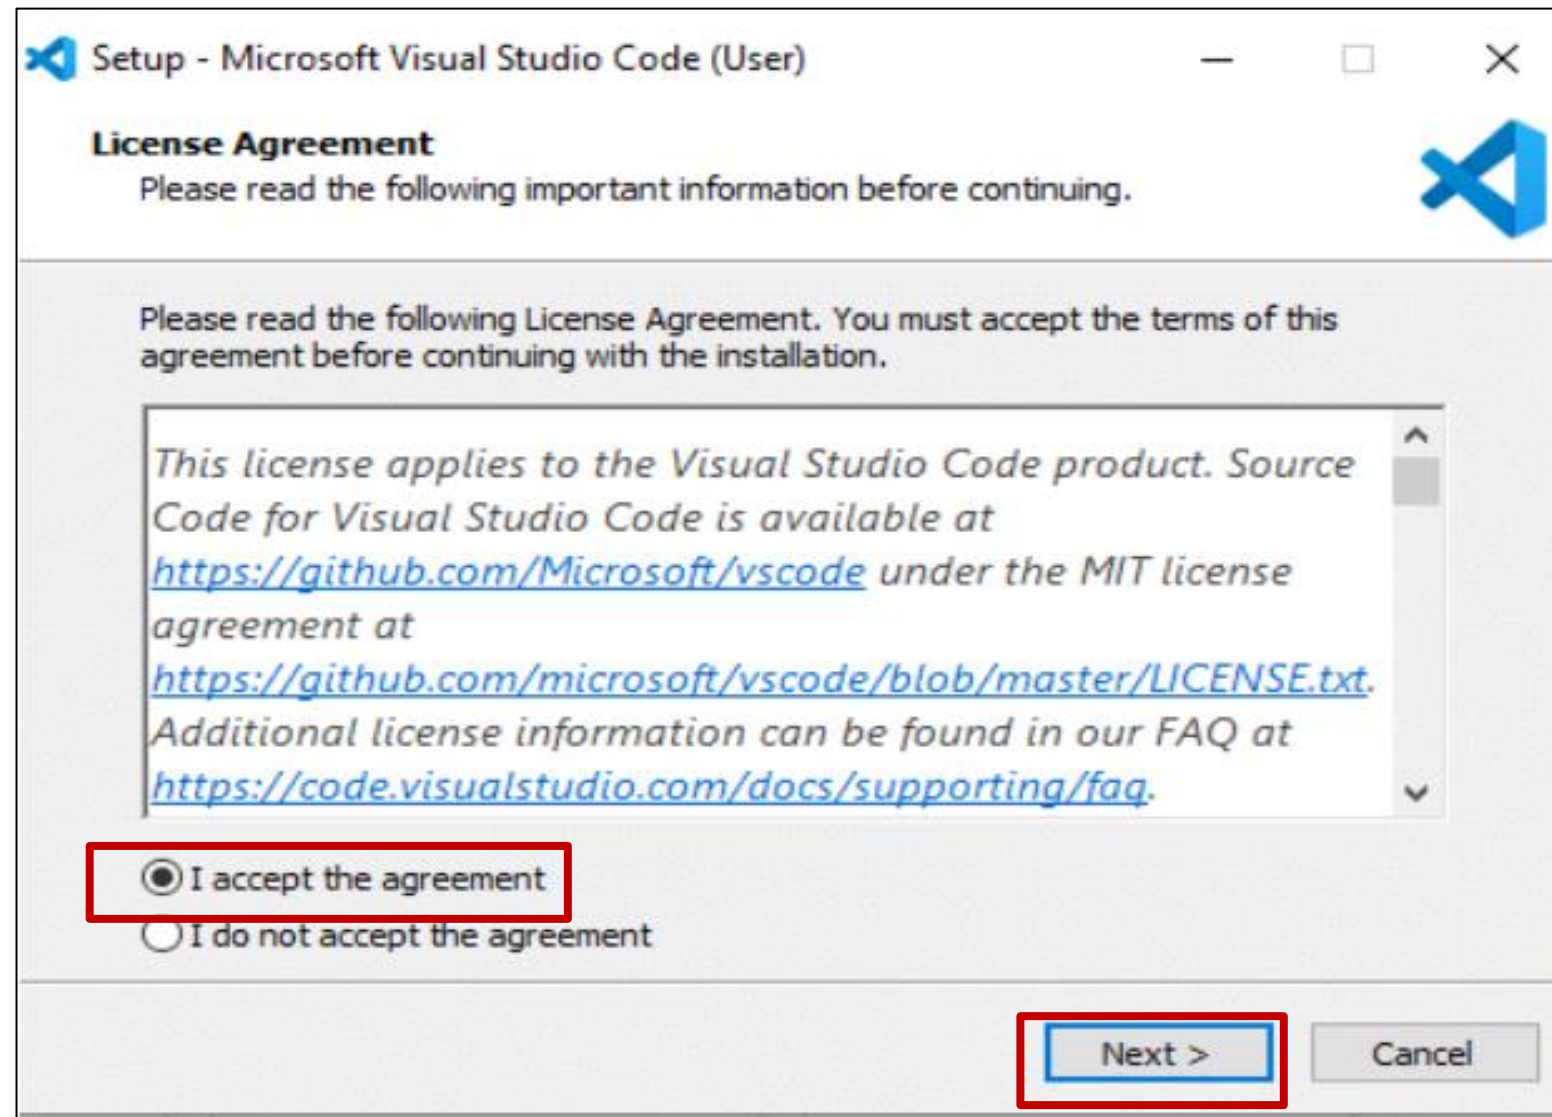 Setup - Microsoft Visual Studio Code (User)
License Agreement
Please read the following important information before continuing.
Please read the following License Agreement. You must accept the terms of this
agreement before continuing with the installation.
This license applies to the Visual Studio Code product. Source
Code for Visual Studio Code is available at
https://github.com/Microsoft/vscode under the MIT license
agreement at
https://github.com/microsoft/vscode/blob/master/LICENSE.txt.
Additional license information can be found in our FAQ at
https://code.visualstudio.com/docs/supporting/faq.
I accept the agreement
I do not accept the agreement
Next >
Cancel